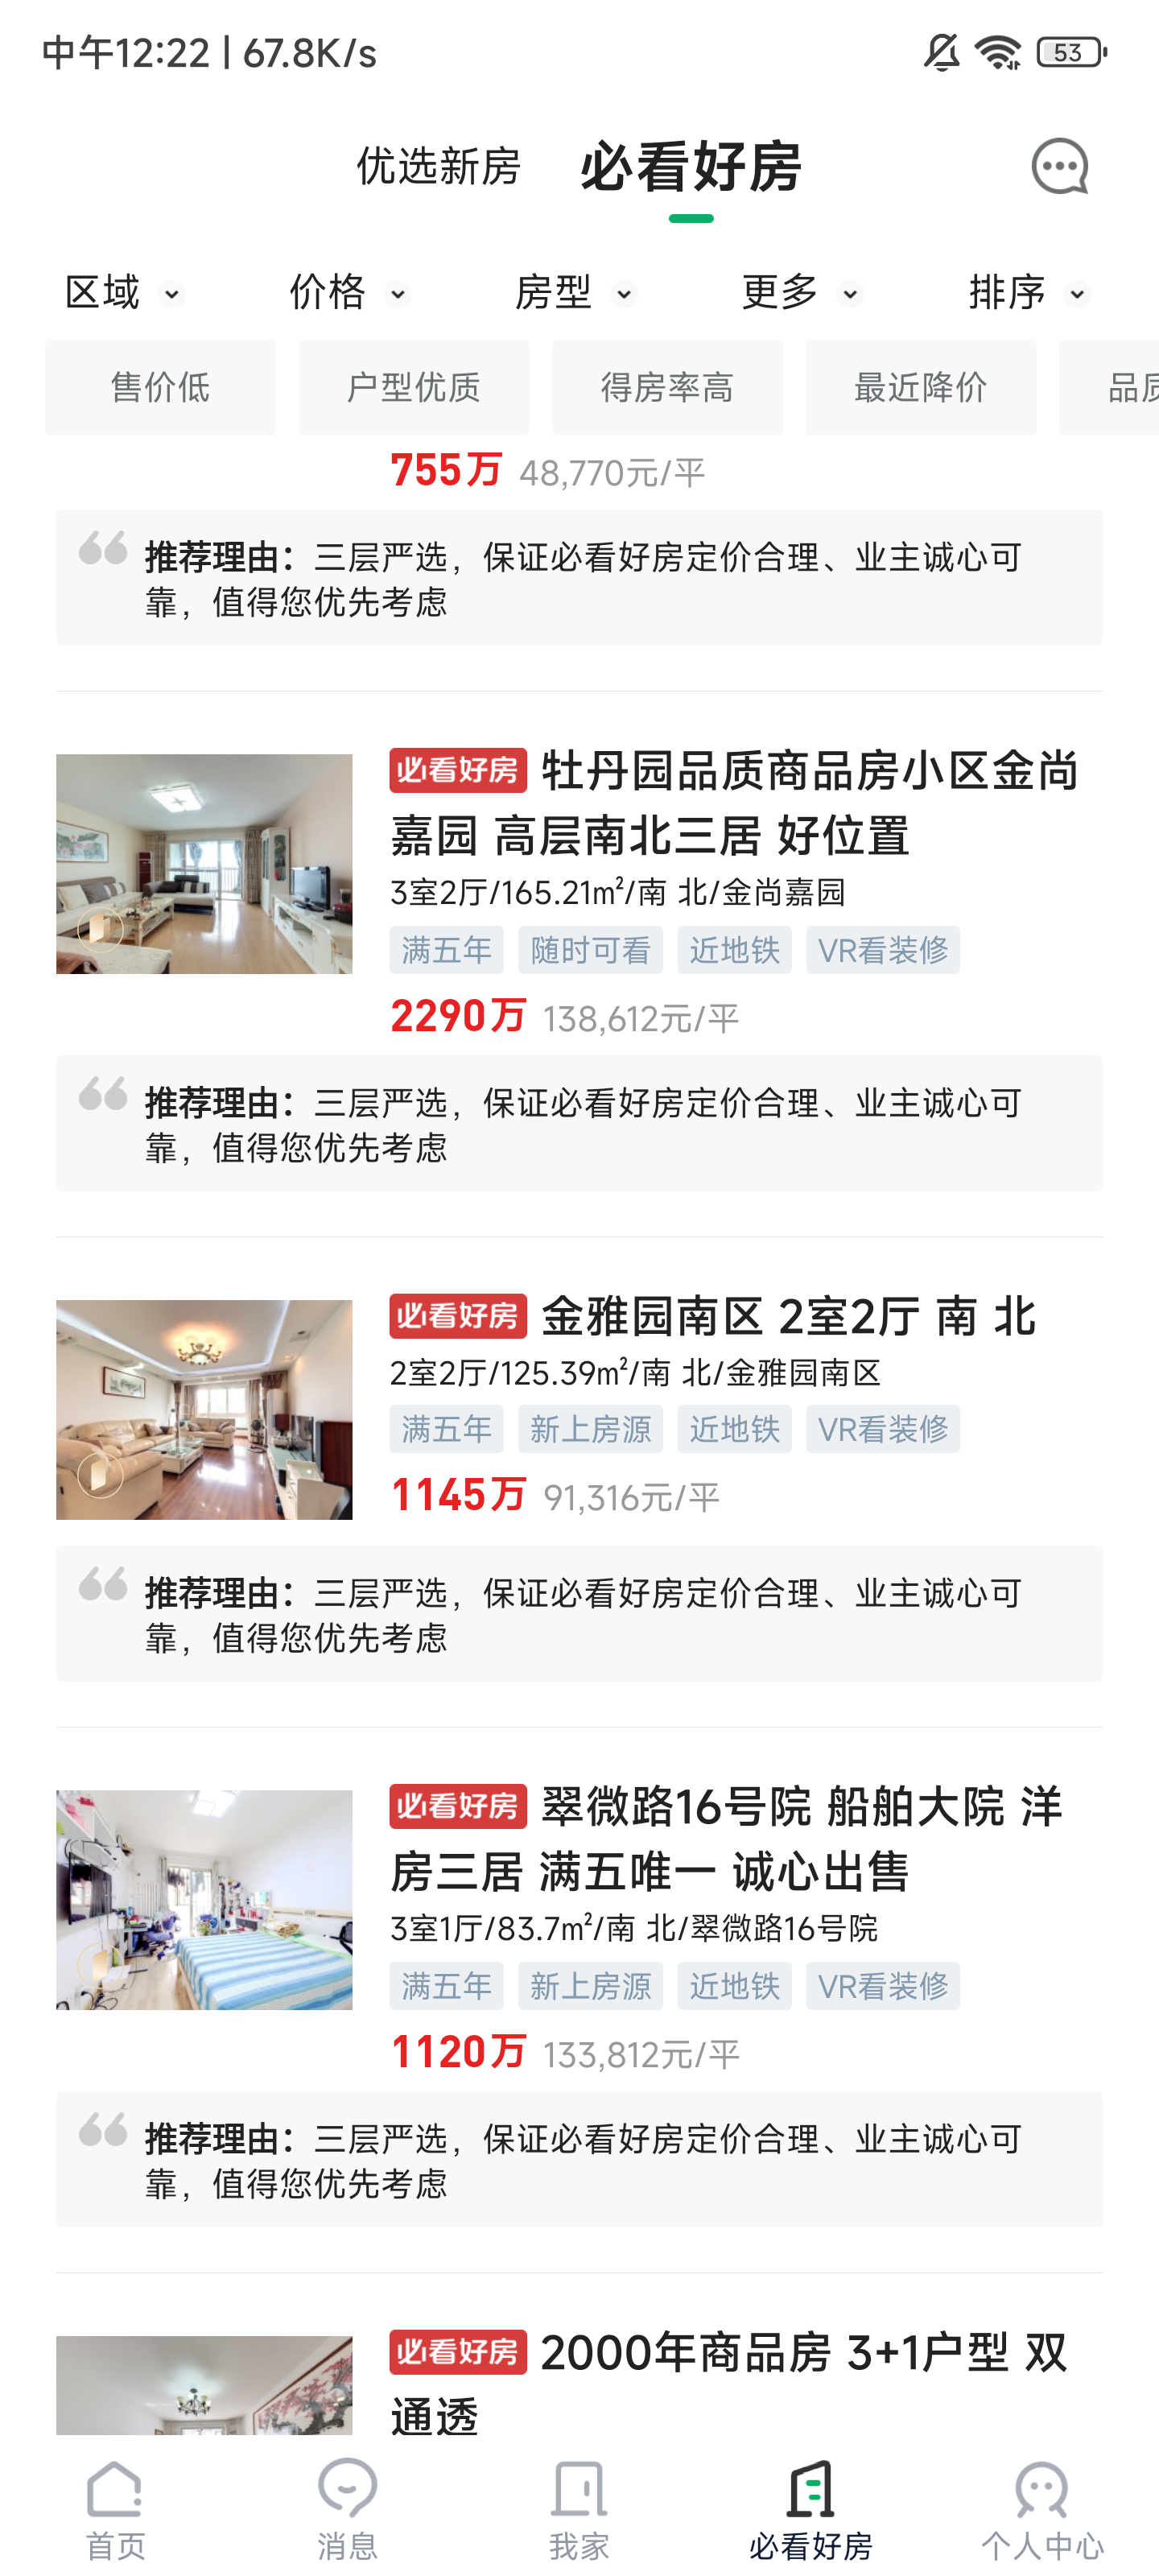 中午12:22 | 67.8K/s
53
优选新房 必看好房
区域 价格 房型 更多 排序
售价低 户型优质 得房率高 最近降价
755万 48,770元/平
推荐理由：三层严选，保证必看好房定价合理、业主诚心可
靠，值得您优先考虑
必看好房 牡丹园品质商品房小区金尚
嘉园 高层南北三居 好位置
3室2厅/165.21㎡/南 北/金尚嘉园
满五年 随时可看 近地铁 VR看装修
2290万 138,612元/平
推荐理由：三层严选，保证必看好房定价合理、业主诚心可
靠，值得您优先考虑
必看好房 金雅园南区 2室2厅 南 北
2室2厅/125.39㎡/南 北/金雅园南区
满五年 新上房源 近地铁 VR看装修
1145万 91,316元/平
推荐理由：三层严选，保证必看好房定价合理、业主诚心可
靠，值得您优先考虑
必看好房 翠微路16号院 船舶大院 洋
房三居 满五唯一 诚心出售
3室1厅/83.7㎡/南 北/翠微路16号院
满五年 新上房源 近地铁 VR看装修
1120万 133,812元/平
推荐理由：三层严选，保证必看好房定价合理、业主诚心可
靠，值得您优先考虑
必看好房 2000年商品房 3+1户型 双
通透
首页 消息 我家 必看好房 个人中心